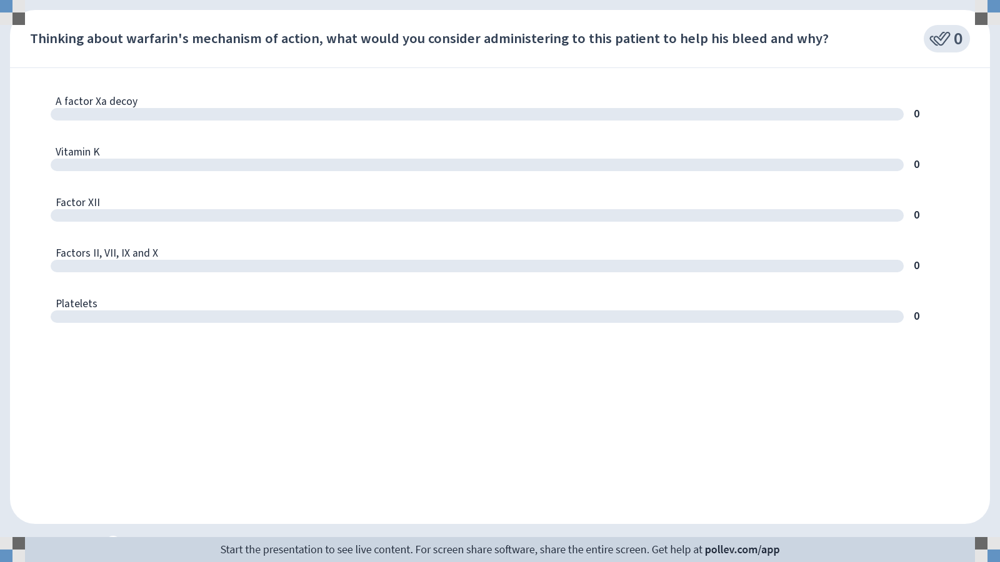 Thinking about warfarin's mechanism of action, what would you consider administering to this patient to help his bleed and why?
0
A factor Xa decoy
0
Vitamin K
0
Factor XII
0
Factors II, VII, IX and X
0
Platelets
0
Start the presentation to see live content. For screen share software, share the entire screen. Get help at pollev.com/app